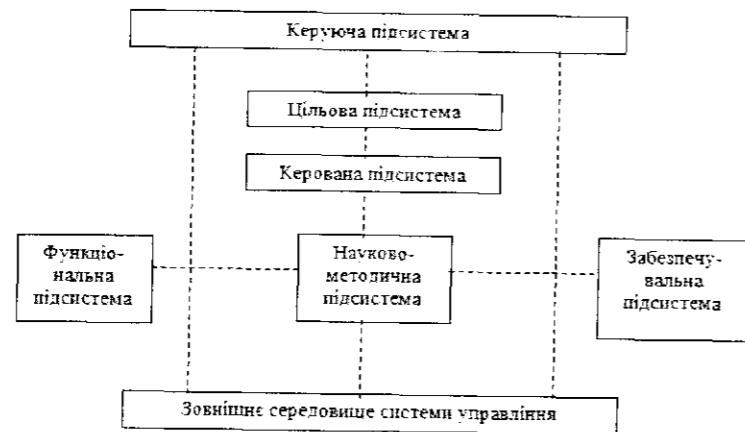 Керуюча підсистема
Цільова підсистема
Керована підсистема
Функціо-
нальна
підсистема
Науково-
методична
підсистема
Забезпечу-
вальна
підсистема
Зовнішнє середовище системи управління